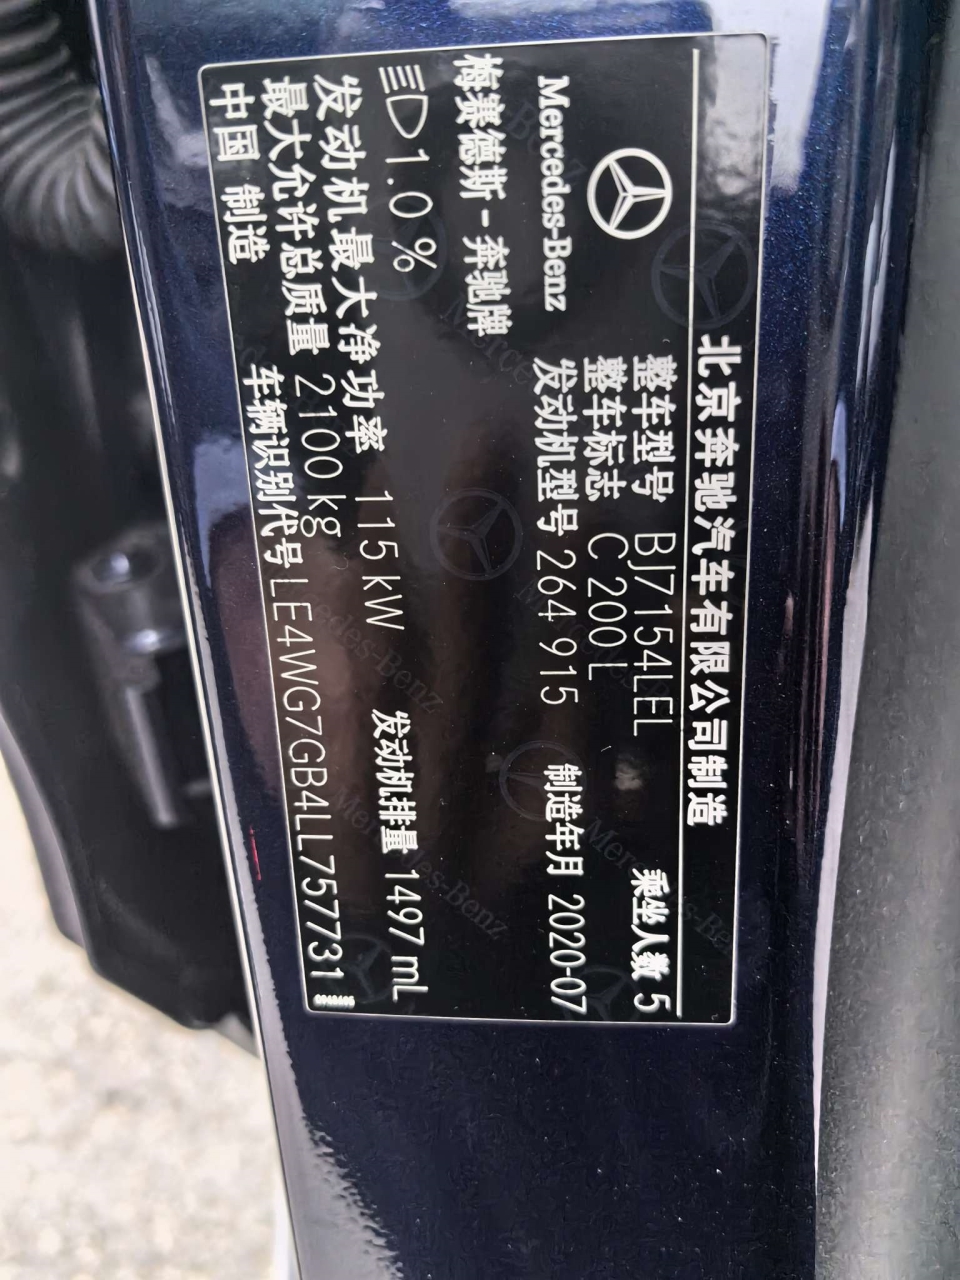 北京奔驰汽车有限公司制造
Mercedes-Benz
梅赛德斯-奔驰牌
整车型号 BJ7154LEL
乘坐人数 5
整车标志 C 200 L
发动机型号 264 915
制造年月 2020-07
1.0%
发动机最大净功率 115 kW
发动机排量 1497 mL
最大允许总质量 2100 kg
中国 制造
车辆识别代号 LE4WG7GB4LL757731